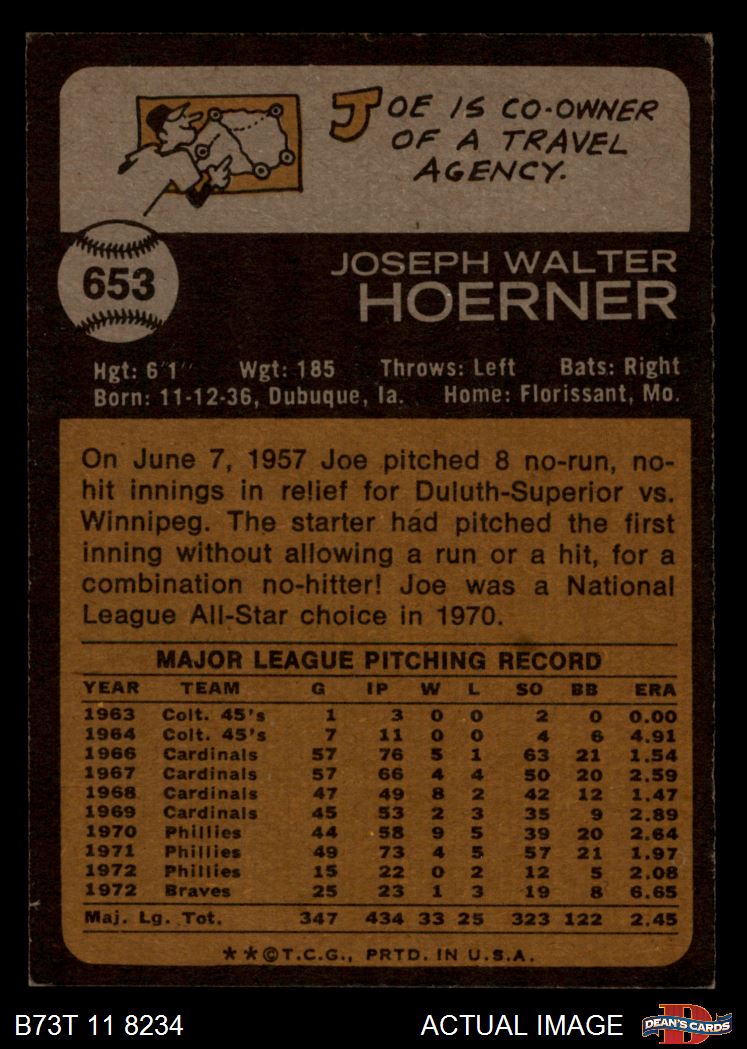 JOE IS CO-OWNER
OF A TRAVEL
AGENCY.
653
JOSEPH WALTER
HOERNER
Hgt: 6'1" Wgt: 185 Throws: Left Bats: Right
Born: 11-12-36, Dubuque, Ia. Home: Florissant, Mo.
On June 7, 1957 Joe pitched 8 no-run, no-
hit innings in relief for Duluth-Superior vs.
Winnipeg. The starter had pitched the first
inning without allowing a run or a hit, for a
combination no-hitter! Joe was a National
League All-Star choice in 1970.
MAJOR LEAGUE PITCHING RECORD
YEAR TEAM G IP W L SO BB ERA
1963 Colt. 45's 1 3 0 0 2 0 0.00
1964 Colt. 45's 7 11 0 0 4 6 4.91
1966 Cardinals 57 76 5 1 63 21 1.54
1967 Cardinals 57 66 4 4 50 20 2.59
1968 Cardinals 47 49 8 2 42 12 1.47
1969 Cardinals 45 53 2 3 35 9 2.89
1970 Phillies 44 58 9 5 39 20 2.64
1971 Phillies 49 73 4 5 57 21 1.97
1972 Phillies 15 22 0 2 12 5 2.08
1972 Braves 25 23 1 3 19 8 6.65
Maj. Lg. Tot. 347 434 33 25 323 122 2.45
**©T.C.G., PRTD. IN U.S.A.
B73T 11 8234 ACTUAL IMAGE DEAN'S CARDS